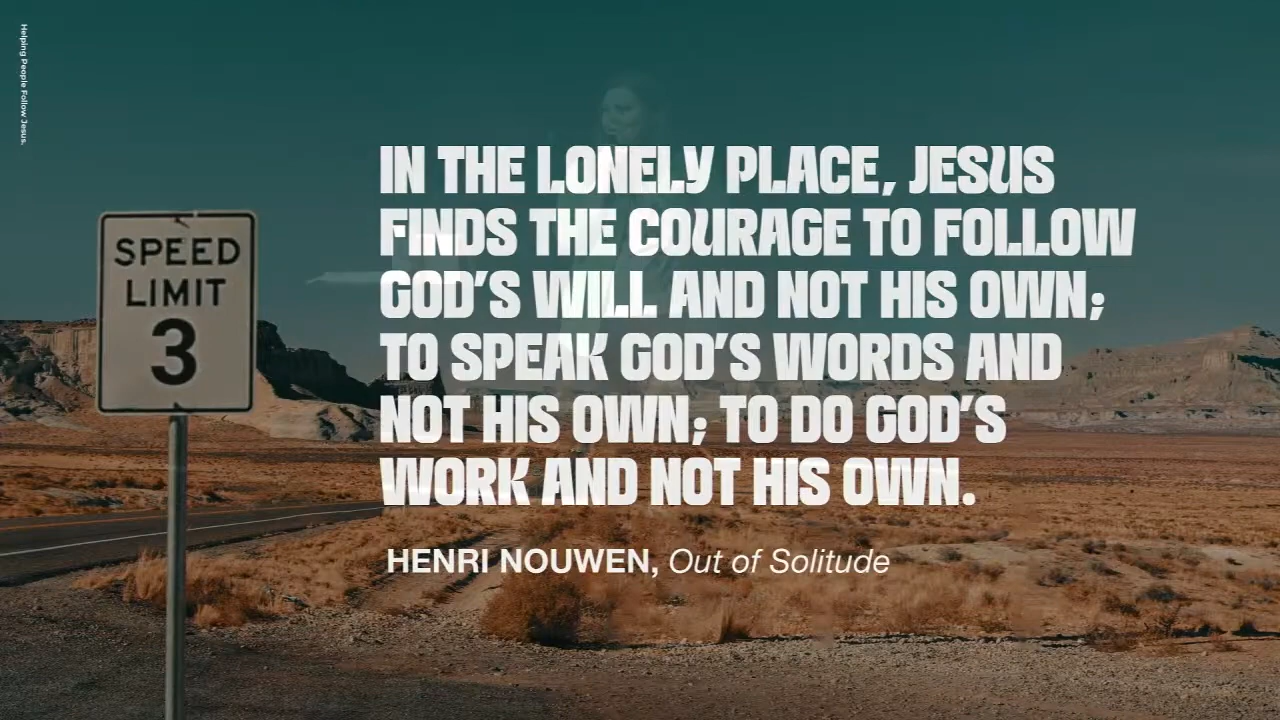 Helping People Follow Jesus.
SPEED
LIMIT
3
IN THE LONELY PLACE, JESUS
FINDS THE COURAGE TO FOLLOW
GOD'S WILL AND NOT HIS OWN;
TO SPEAK GOD'S WORDS AND
NOT HIS OWN; TO DO GOD'S
WORK AND NOT HIS OWN.
HENRI NOUWEN, Out of Solitude